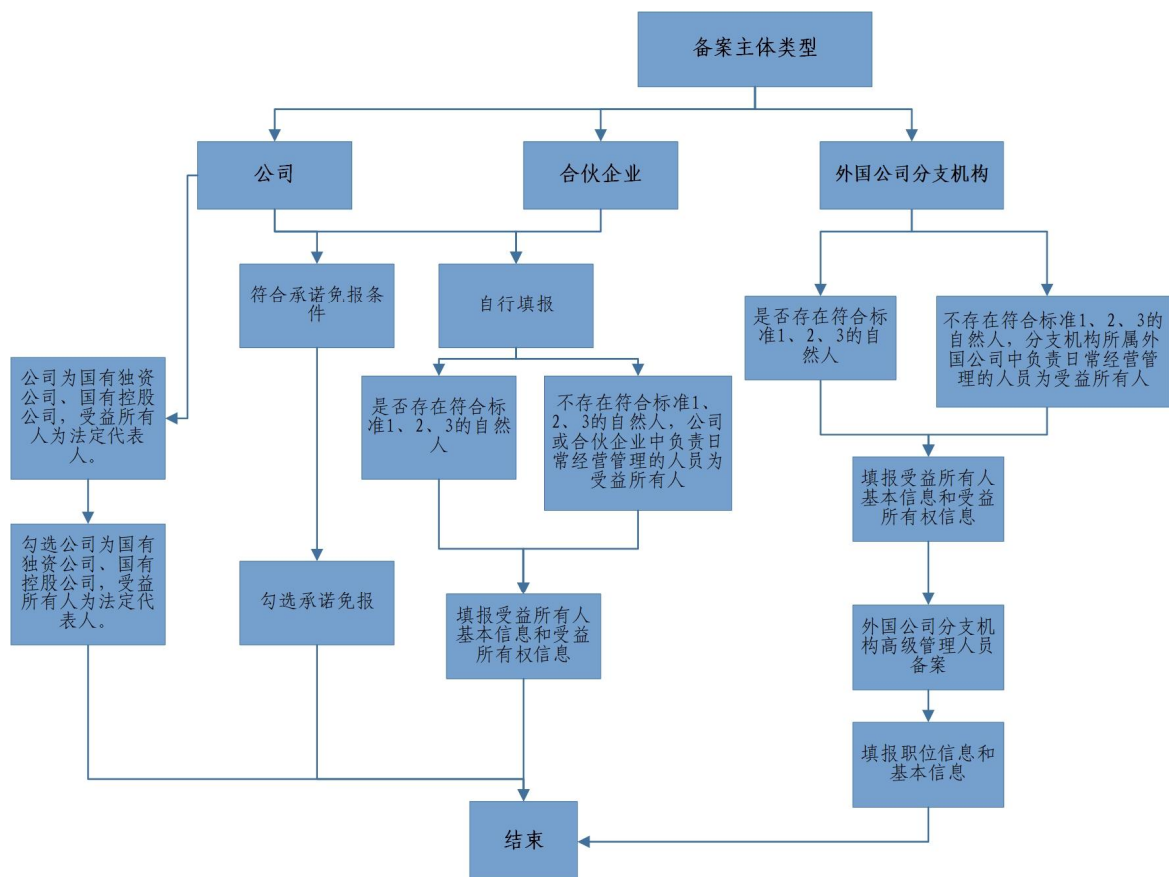 备案主体类型
公司
合伙企业
外国公司分支机构
符合承诺免报条
件
自行填报
是否存在符合标
准1、2、3的自然
人
不存在符合标准1、2、3的
自然人，分支机构所属外
国公司中负责日常经营管
理的人员为受益所有人
公司为国有独资
公司、国有控股
公司，受益所有
人为法定代表
人。
是否存在符合标
准1、2、3的自然
人
不存在符合标准1、
2、3的自然人，公司
或合伙企业中负责日
常经营管理的人员为
受益所有人
填报受益所有人
基本信息和受益
所有权信息
勾选公司为国有
独资公司、国有
控股公司，受益
所有人为法定代
表人。
勾选承诺免报
填报受益所有人
基本信息和受益
所有权信息
外国公司分支机
构高级管理人员
备案
填报职位信息和
基本信息
结束